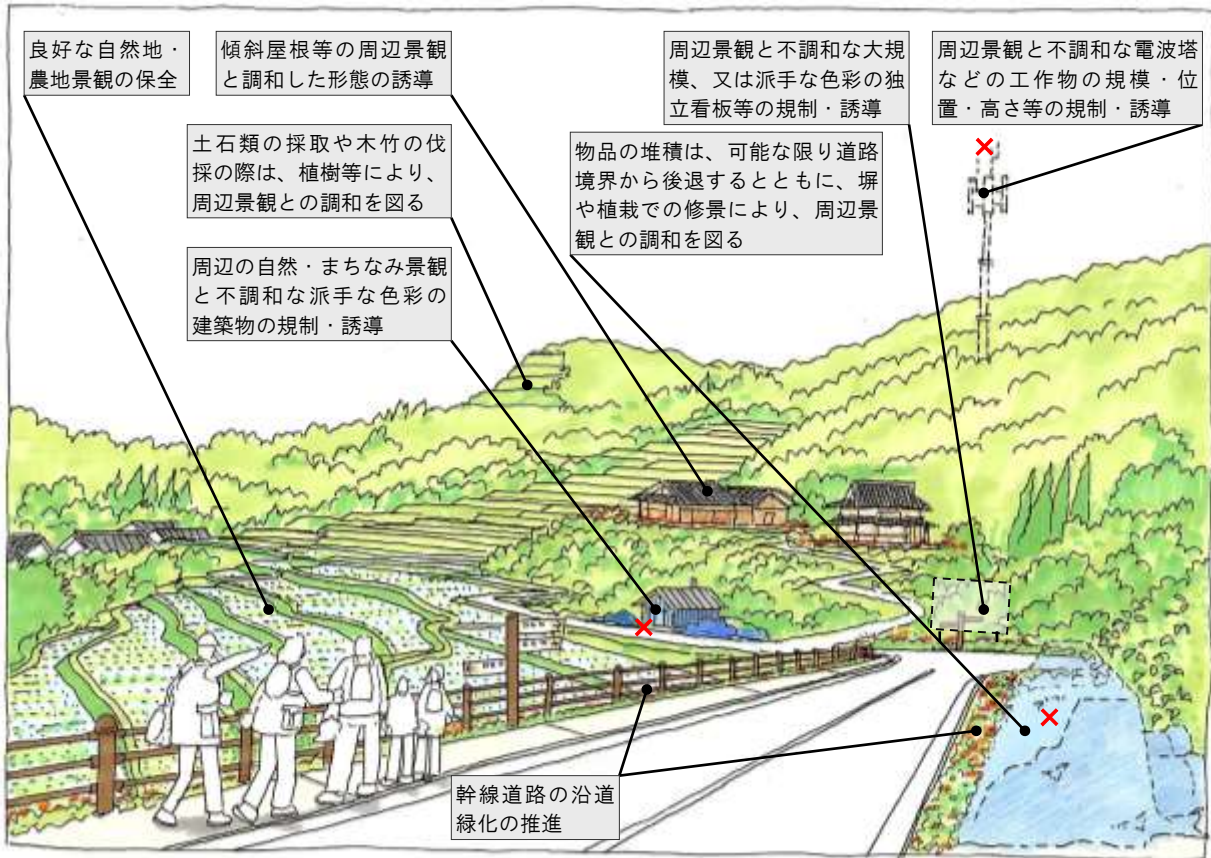 良好な自然地・
農地景観の保全
傾斜屋根等の周辺景観
と調和した形態の誘導
周辺景観と不調和な大規
模、又は派手な色彩の独
立看板等の規制・誘導
周辺景観と不調和な電波塔
などの工作物の規模・位
置・高さ等の規制・誘導
土石類の採取や木竹の伐
採の際は、植樹等により、
周辺景観との調和を図る
物品の堆積は、可能な限り道路
境界から後退するとともに、塀
や植栽での修景により、周辺景
観との調和を図る
周辺の自然・まちなみ景観
と不調和な派手な色彩の
建築物の規制・誘導
幹線道路の沿道
緑化の推進